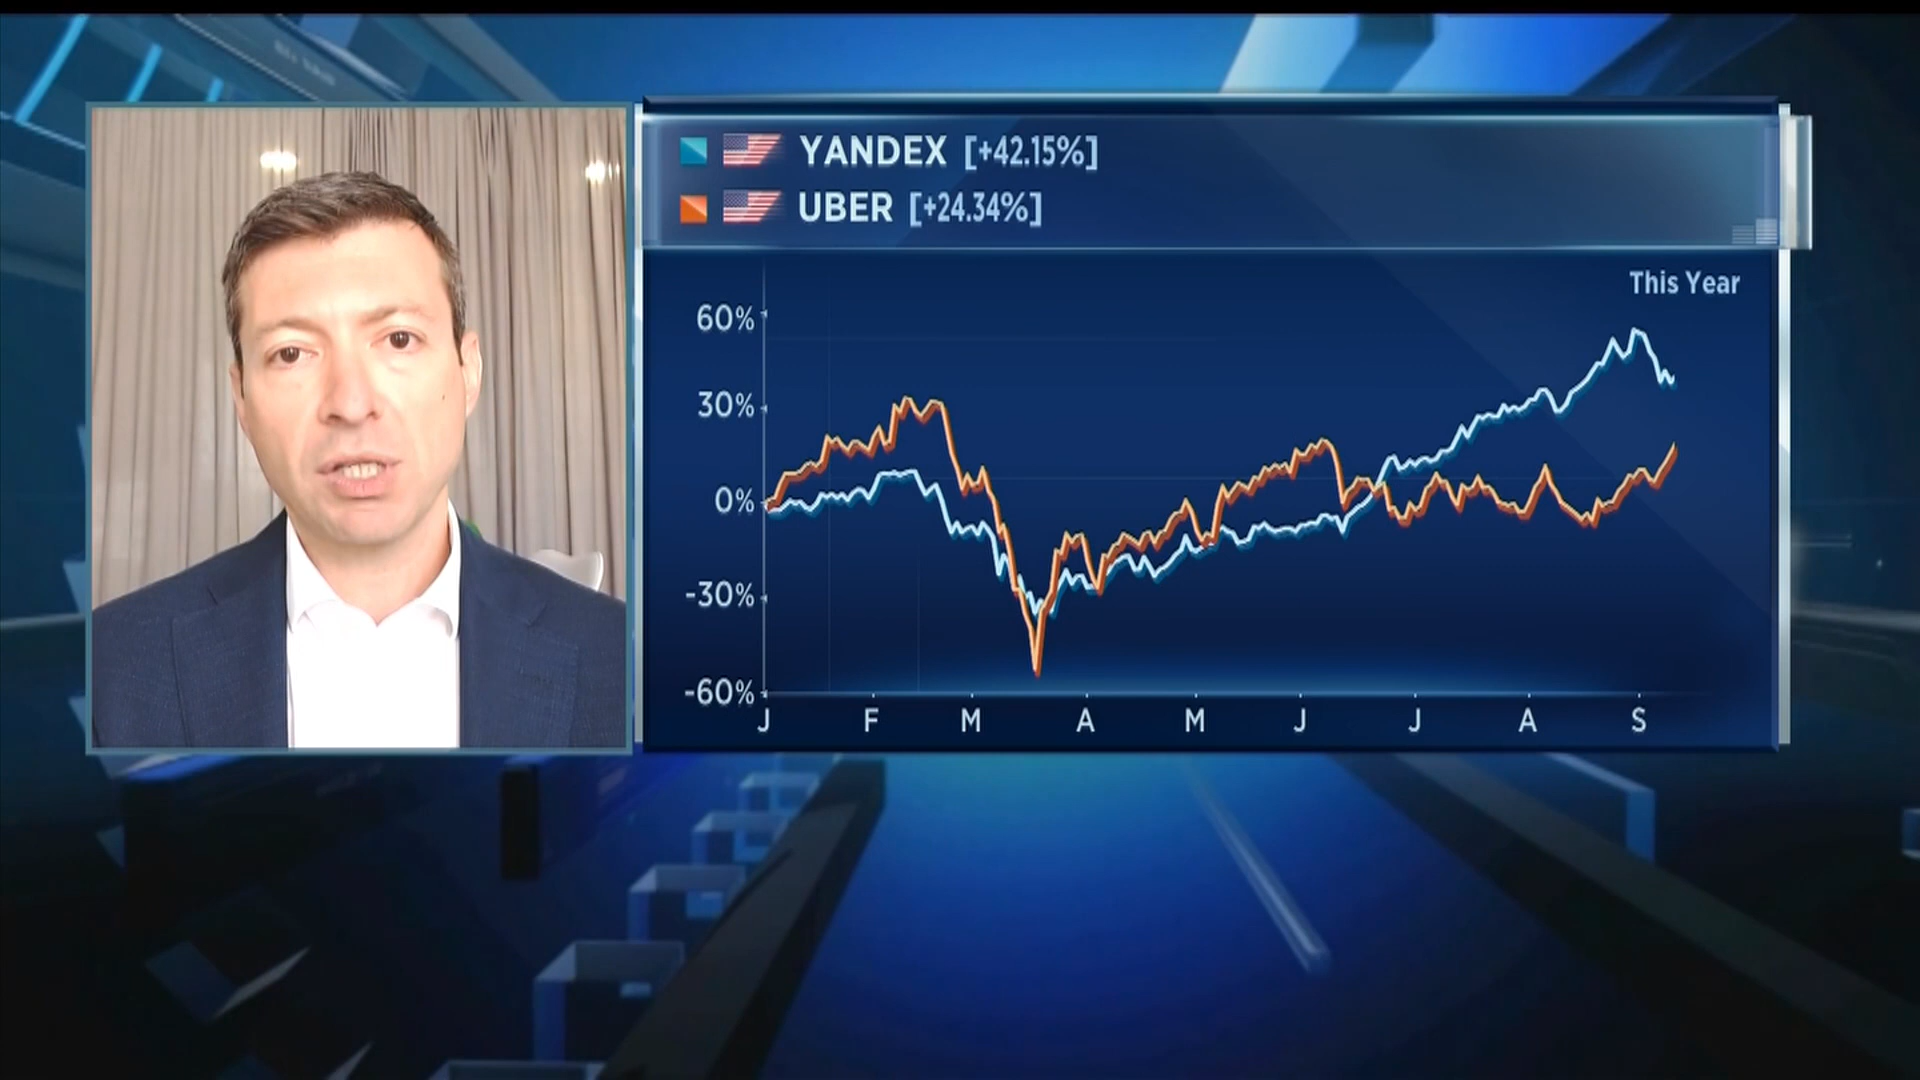 YANDEX [+42.15%]
UBER [+24.34%]
This Year
60%
30%
0%
-30%
-60%
J F M A M J J A S